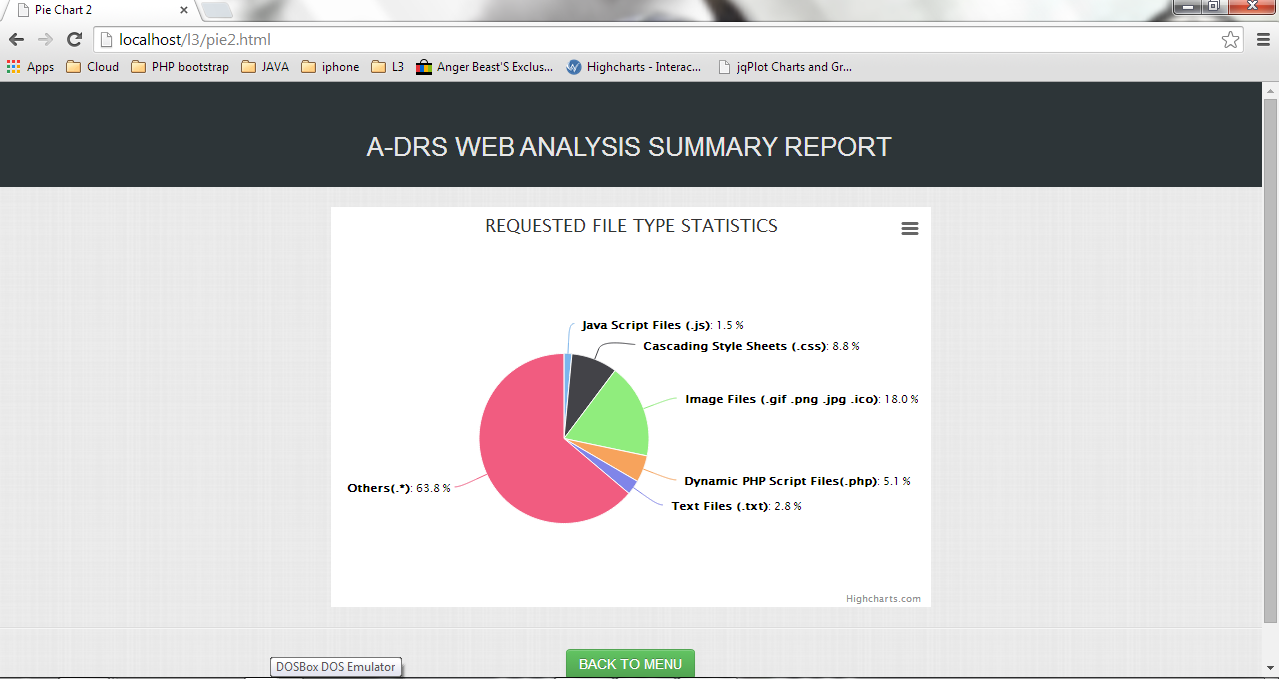 Pie Chart 2
localhost/l3/pie2.html
Apps Cloud PHP bootstrap JAVA iphone L3 Anger Beast'S Exclus... Highcharts - Interac... jqPlot Charts and Gr...
A-DRS WEB ANALYSIS SUMMARY REPORT
REQUESTED FILE TYPE STATISTICS
Java Script Files (.js): 1.5 %
Cascading Style Sheets (.css): 8.8 %
Image Files (.gif .png .jpg .ico): 18.0 %
Dynamic PHP Script Files(.php): 5.1 %
Others(.*): 63.8 %
Text Files (.txt): 2.8 %
Highcharts.com
BACK TO MENU
DOSBox DOS Emulator